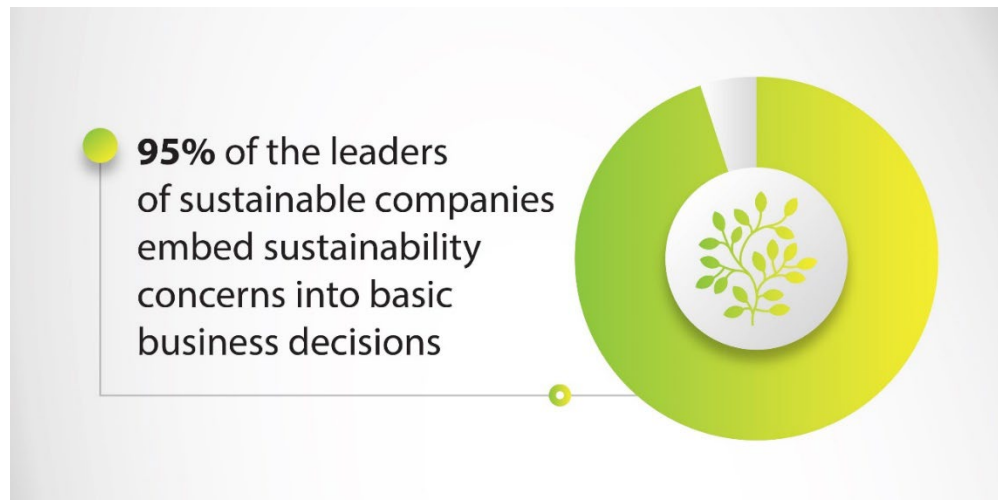 95% of the leaders
of sustainable companies
embed sustainability
concerns into basic
business decisions